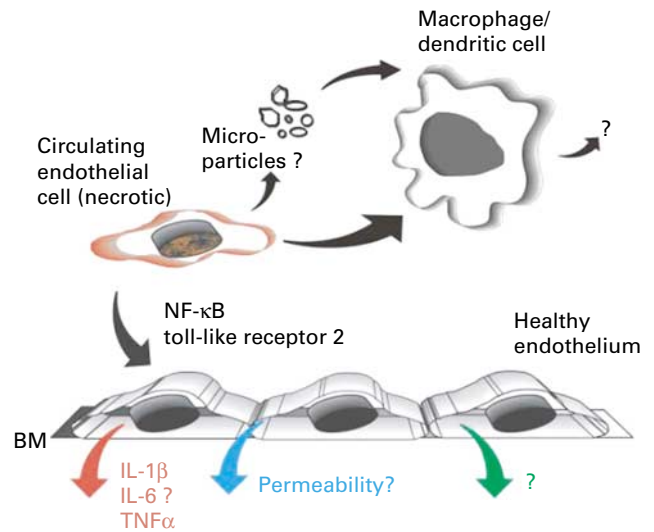 Macrophage/
dendritic cell
Micro-
particles ?
?
Circulating
endothelial
cell (necrotic)
NF-κB
toll-like receptor 2
Healthy
endothelium
BM
IL-1β
IL-6 ?
TNFα
Permeability?
?